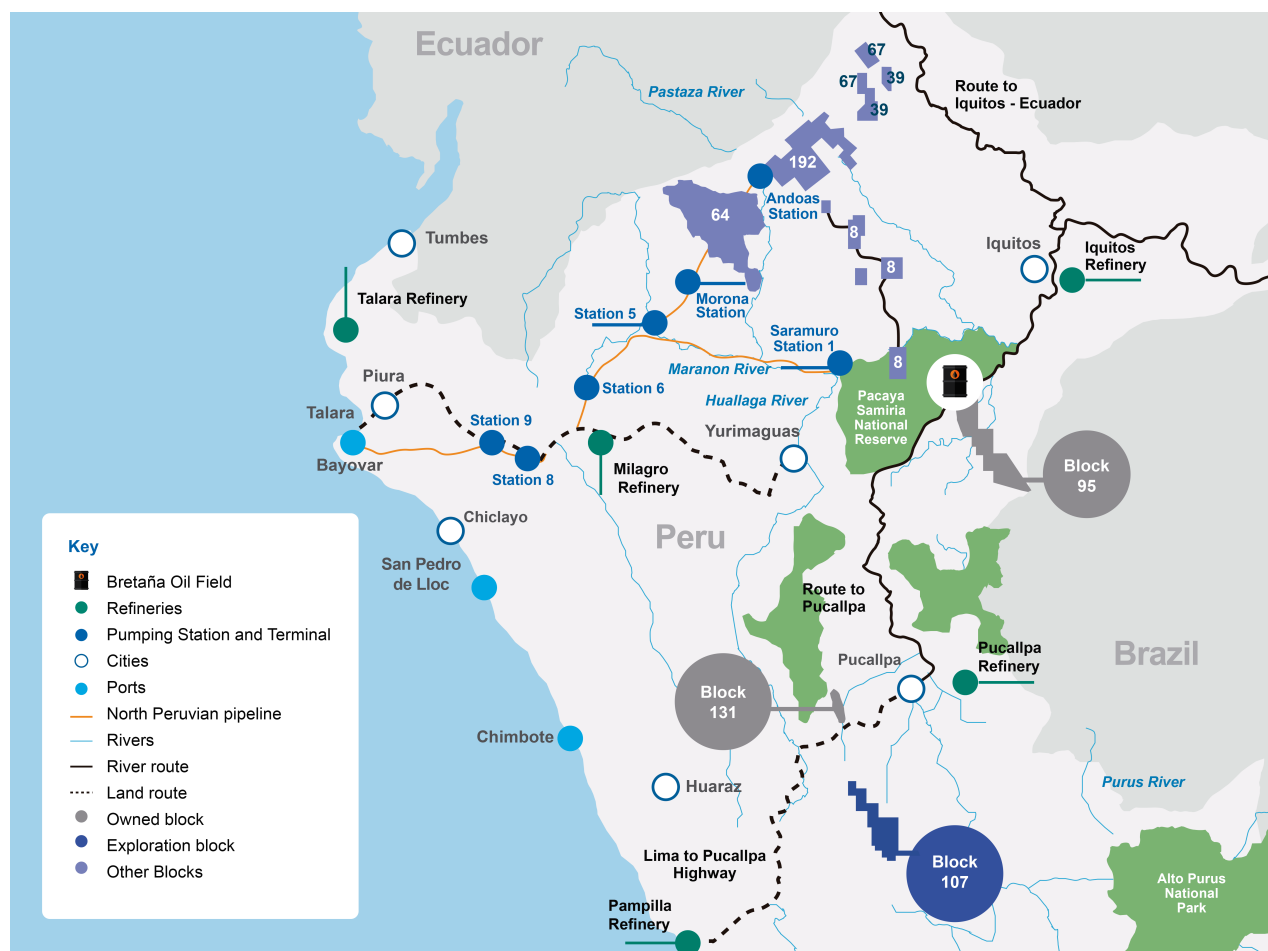 Ecuador
67
67
39
39
Route to
Iquitos - Ecuador
Pastaza River
192
Andoas
Station
64
8
8
8
Tumbes
Iquitos
Iquitos
Refinery
Talara Refinery
Morona
Station
Station 5
Saramuro
Station 1
Maranon River
Station 6
Huallaga River
Piura
Talara
Bayovar
Station 9
Station 8
Yurimaguas
Pacaya
Samiria
National
Reserve
Milagro
Refinery
Block
95
Chiclayo
San Pedro
de Lloc
Peru
Route to
Pucallpa
Pucallpa
Pucallpa
Refinery
Brazil
Block
131
Chimbote
Huaraz
Purus River
Lima to Pucallpa
Highway
Block
107
Alto Purus
National
Park
Pampilla
Refinery
Key
Bretaña Oil Field
Refineries
Pumping Station and Terminal
Cities
Ports
North Peruvian pipeline
Rivers
River route
Land route
Owned block
Exploration block
Other Blocks